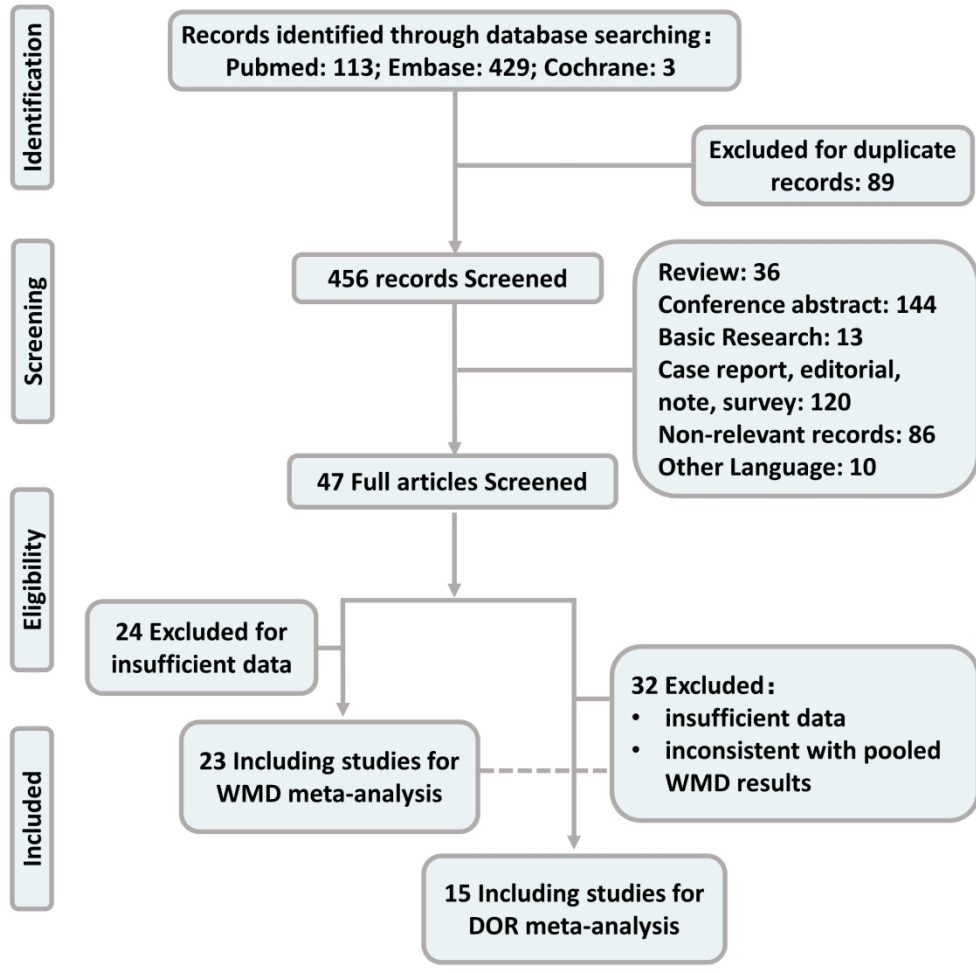 Identification
Records identified through database searching：
Pubmed: 113; Embase: 429; Cochrane: 3
Excluded for duplicate
records: 89
Screening
456 records Screened
Review: 36
Conference abstract: 144
Basic Research: 13
Case report, editorial,
note, survey: 120
Non-relevant records: 86
Other Language: 10
47 Full articles Screened
Eligibility
24 Excluded for
insufficient data
32 Excluded：
• insufficient data
• inconsistent with pooled
WMD results
Included
23 Including studies for
WMD meta-analysis
15 Including studies for
DOR meta-analysis